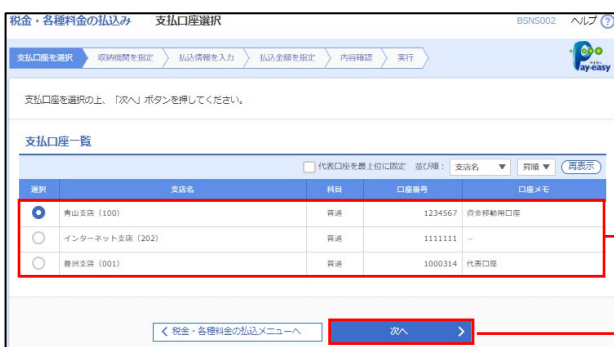 税金・各種料金の払込み 支払口座選択 BSNS002 ヘルプ ?
支払口座を選択 収納機関を指定 払込情報を入力 払込金額を指定 内容確認 実行
Pay-easy
支払口座を選択の上、「次へ」ボタンを押してください。
支払口座一覧
代表口座を最上位に固定 並び順： 支店名 ▼ 昇順 ▼ 再表示
選択 支店名 科目 口座番号 口座メモ
青山支店（100） 普通 1234567 資金移動用口座
インターネット支店（202） 普通 1111111 －
豊洲支店（001） 普通 1000314 代表口座
税金・各種料金の払込メニューへ 次へ